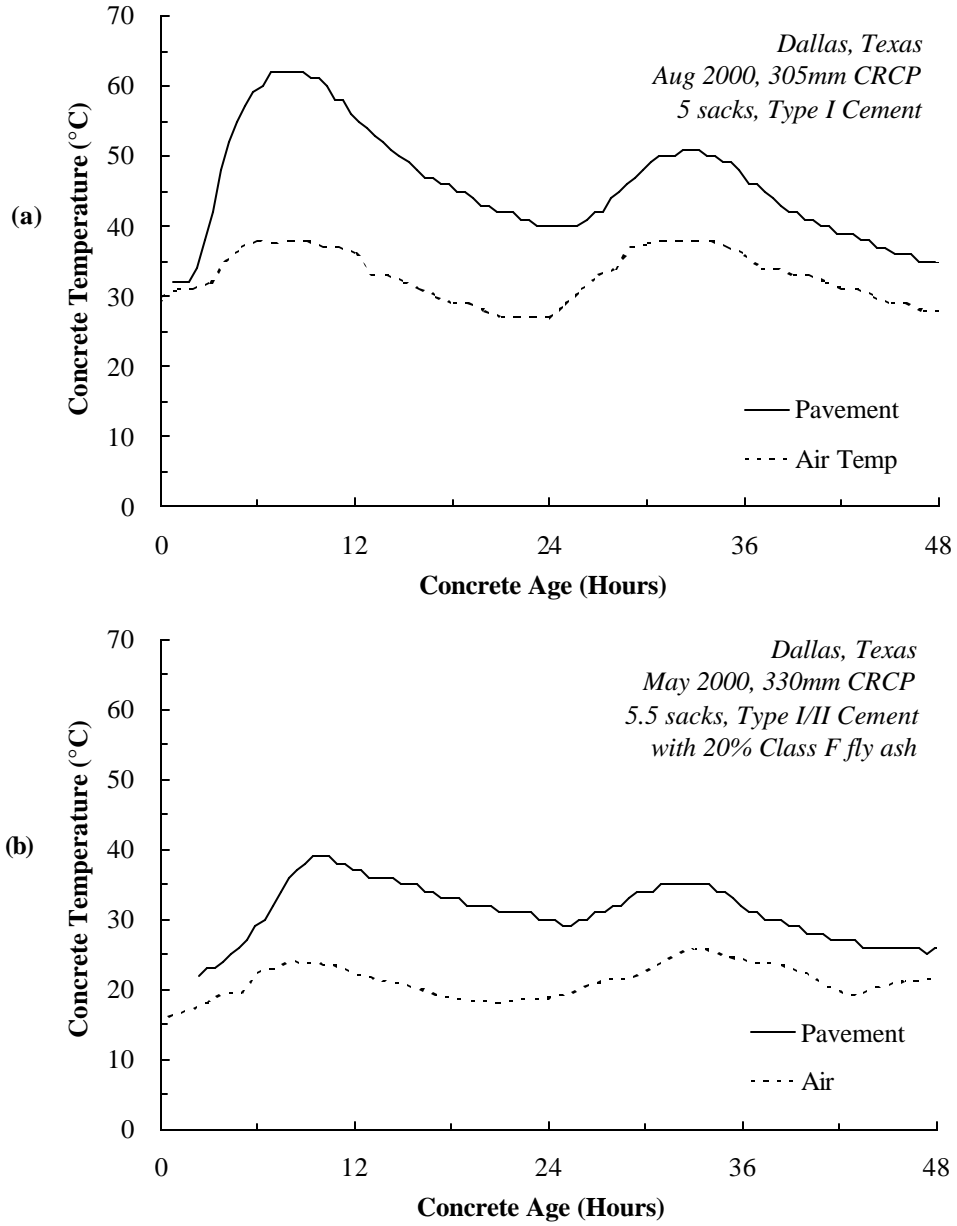 70
60
50
40
30
20
10
0
Concrete Temperature (°C)
(a)
Dallas, Texas
Aug 2000, 305mm CRCP
5 sacks, Type I Cement
Pavement
Air Temp
0 12 24 36 48
Concrete Age (Hours)
70
60
50
40
30
20
10
0
Concrete Temperature (°C)
(b)
Dallas, Texas
May 2000, 330mm CRCP
5.5 sacks, Type I/II Cement
with 20% Class F fly ash
Pavement
Air
0 12 24 36 48
Concrete Age (Hours)